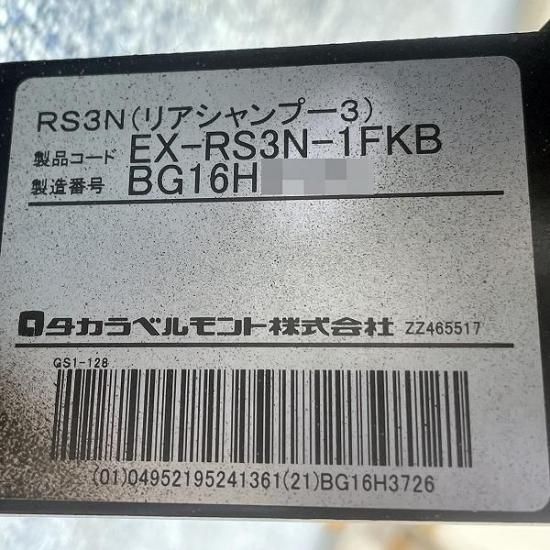 RS3N(リアシャンプー3)
製品コード EX-RS3N-1FKB
製造番号 BG16H
タカラベルモント株式会社 ZZ465517
GS1-128
(01)04952195241361(21)BG16H3726